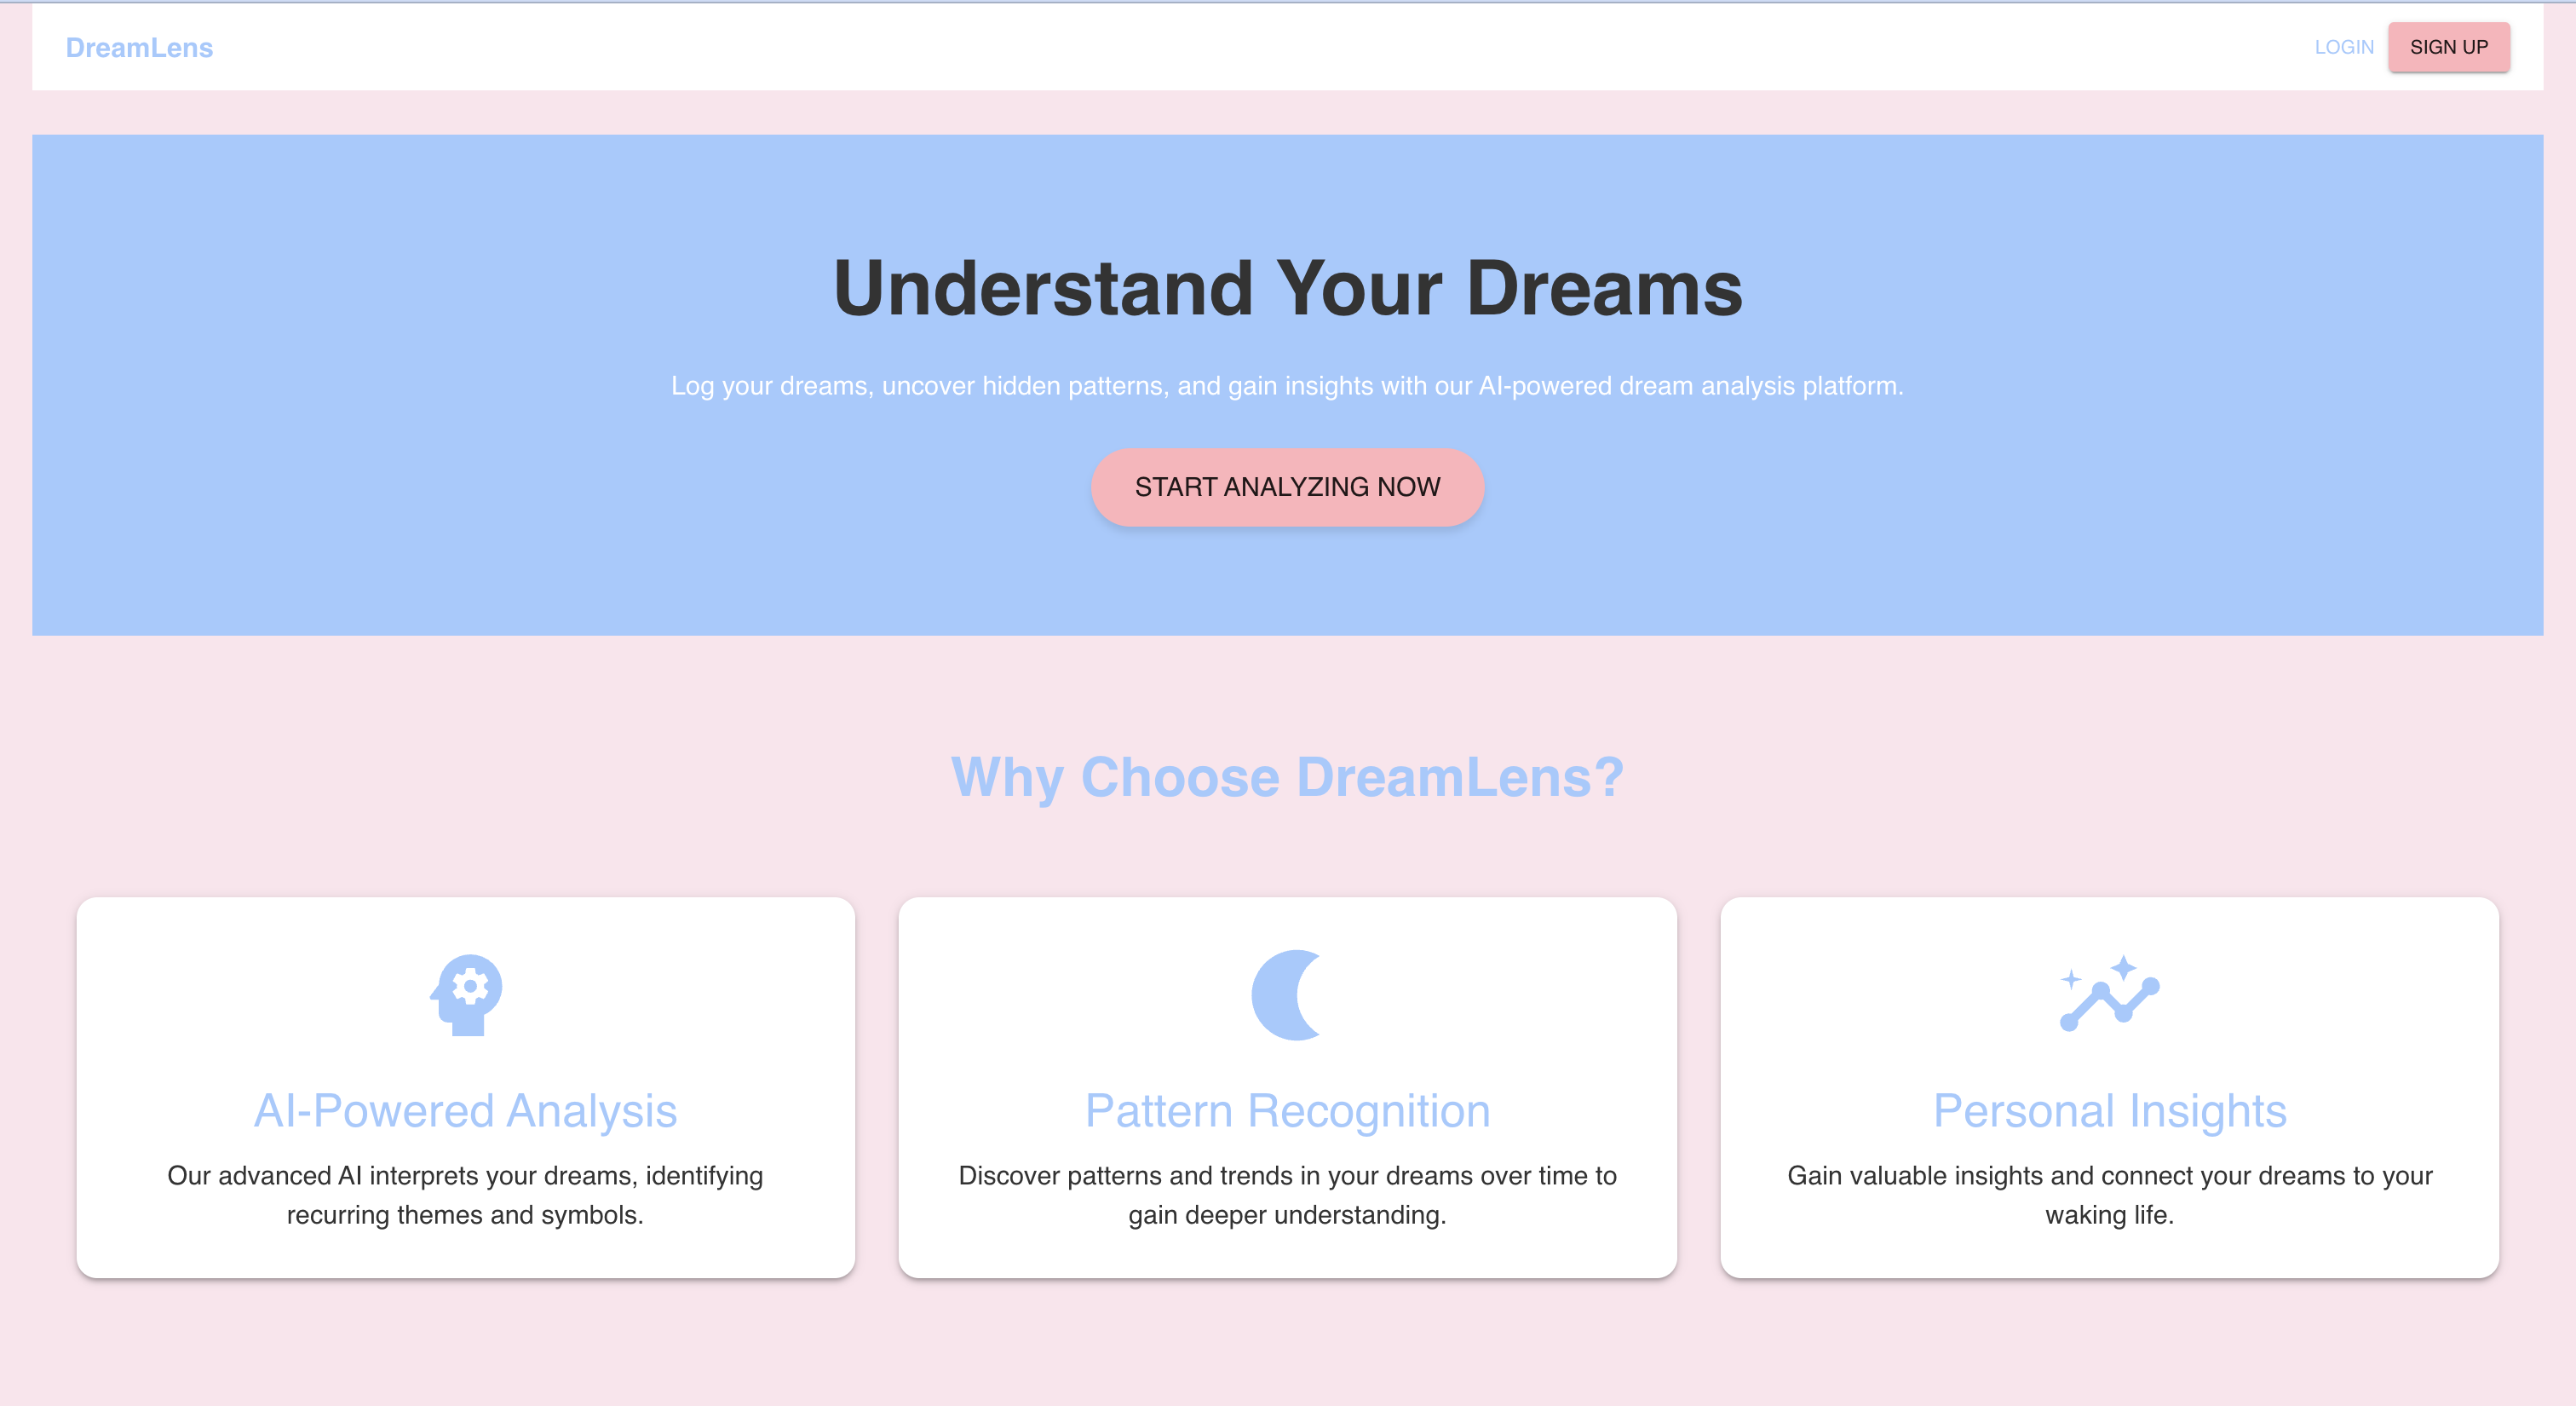 DreamLens
LOGIN
SIGN UP
Understand Your Dreams
Log your dreams, uncover hidden patterns, and gain insights with our AI-powered dream analysis platform.
START ANALYZING NOW
Why Choose DreamLens?
AI-Powered Analysis
Our advanced AI interprets your dreams, identifying
recurring themes and symbols.
Pattern Recognition
Discover patterns and trends in your dreams over time to
gain deeper understanding.
Personal Insights
Gain valuable insights and connect your dreams to your
waking life.